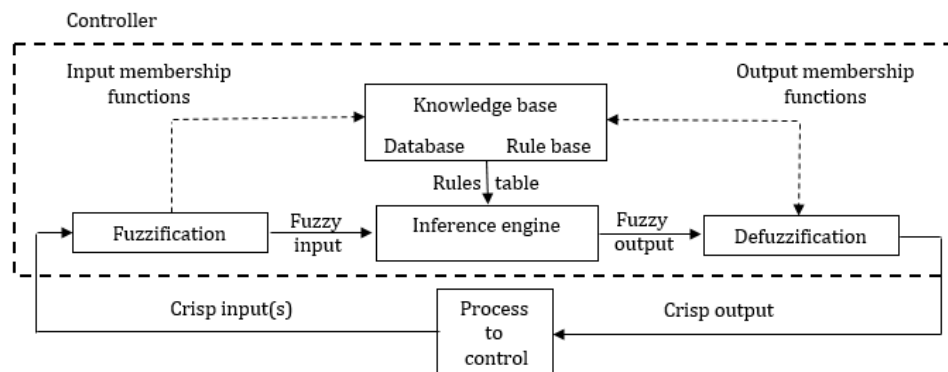 Controller
Input membership
functions
Output membership
functions
Knowledge base
Database Rule base
Rules table
Fuzzification
Fuzzy
input
Inference engine
Fuzzy
output
Defuzzification
Crisp input(s)
Process
to
control
Crisp output